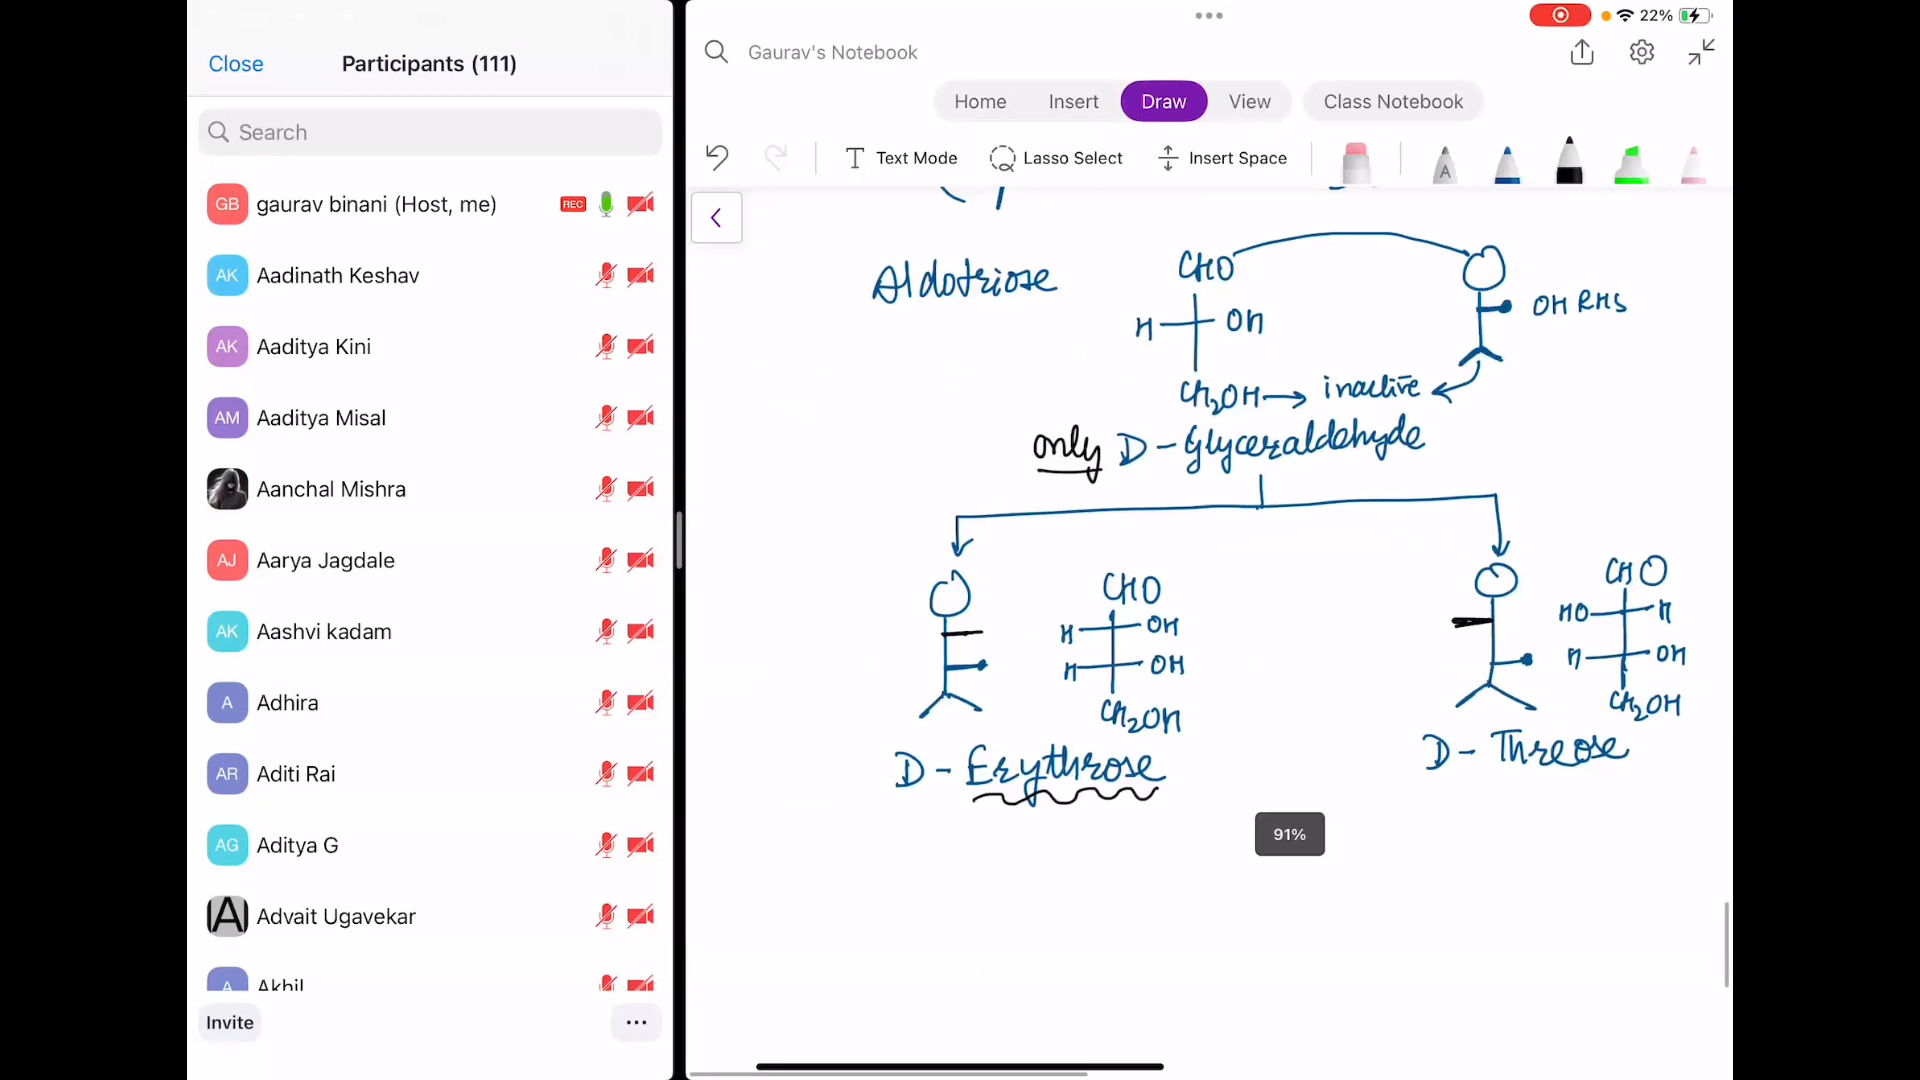 22%
Close
Participants (111)
Search
GB
gaurav binani (Host, me)
REC
AK
Aadinath Keshav
AK
Aaditya Kini
AM
Aaditya Misal
Aanchal Mishra
AJ
Aarya Jagdale
AK
Aashvi kadam
A
Adhira
AR
Aditi Rai
AG
Aditya G
A
Advait Ugavekar
A
Akhil
Invite
Gaurav's Notebook
Home
Insert
Draw
View
Class Notebook
Text Mode
Lasso Select
Insert Space
A
Aldotriose
CHO
H OH
CH₂OH → inactive
OH RHS
only D - Glyceraldehyde
CHO
H OH
H OH
CH₂OH
D - Erythrose
CHO
HO H
H OH
CH₂OH
D - Threose
91%